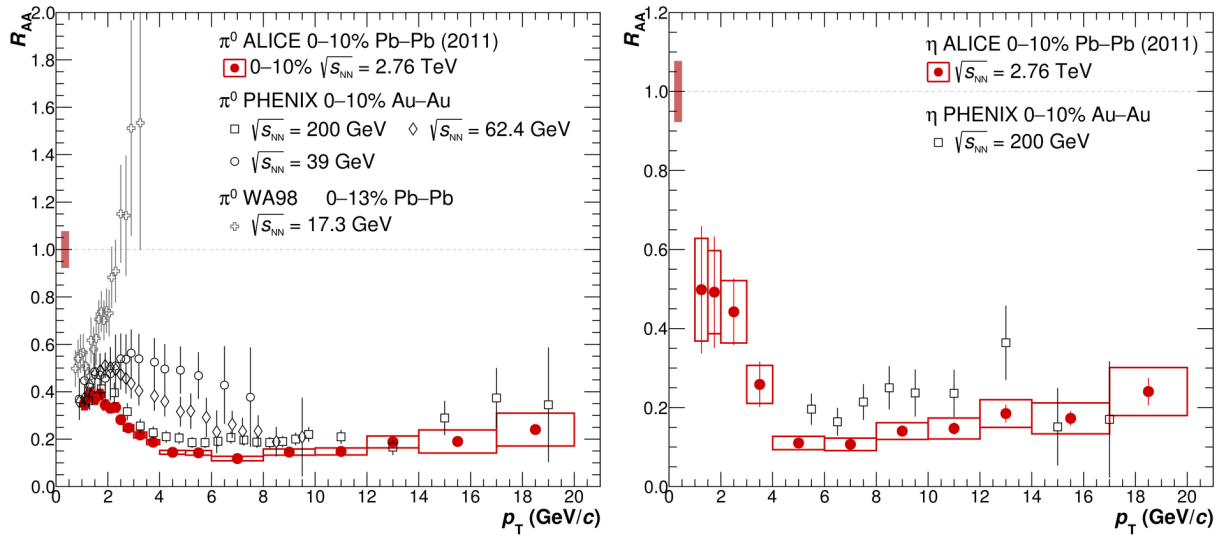 R_AA
2.0
1.8
1.6
1.4
1.2
1.0
0.8
0.6
0.4
0.2
0.0
π⁰ ALICE 0–10% Pb–Pb (2011)
0–10% √s_NN = 2.76 TeV
π⁰ PHENIX 0–10% Au–Au
√s_NN = 200 GeV √s_NN = 62.4 GeV
√s_NN = 39 GeV
π⁰ WA98 0-13% Pb–Pb
√s_NN = 17.3 GeV
0 2 4 6 8 10 12 14 16 18 20
p_T (GeV/c)
R_AA
1.2
1.0
0.8
0.6
0.4
0.2
0.0
η ALICE 0–10% Pb–Pb (2011)
√s_NN = 2.76 TeV
η PHENIX 0–10% Au–Au
√s_NN = 200 GeV
0 2 4 6 8 10 12 14 16 18 20
p_T (GeV/c)